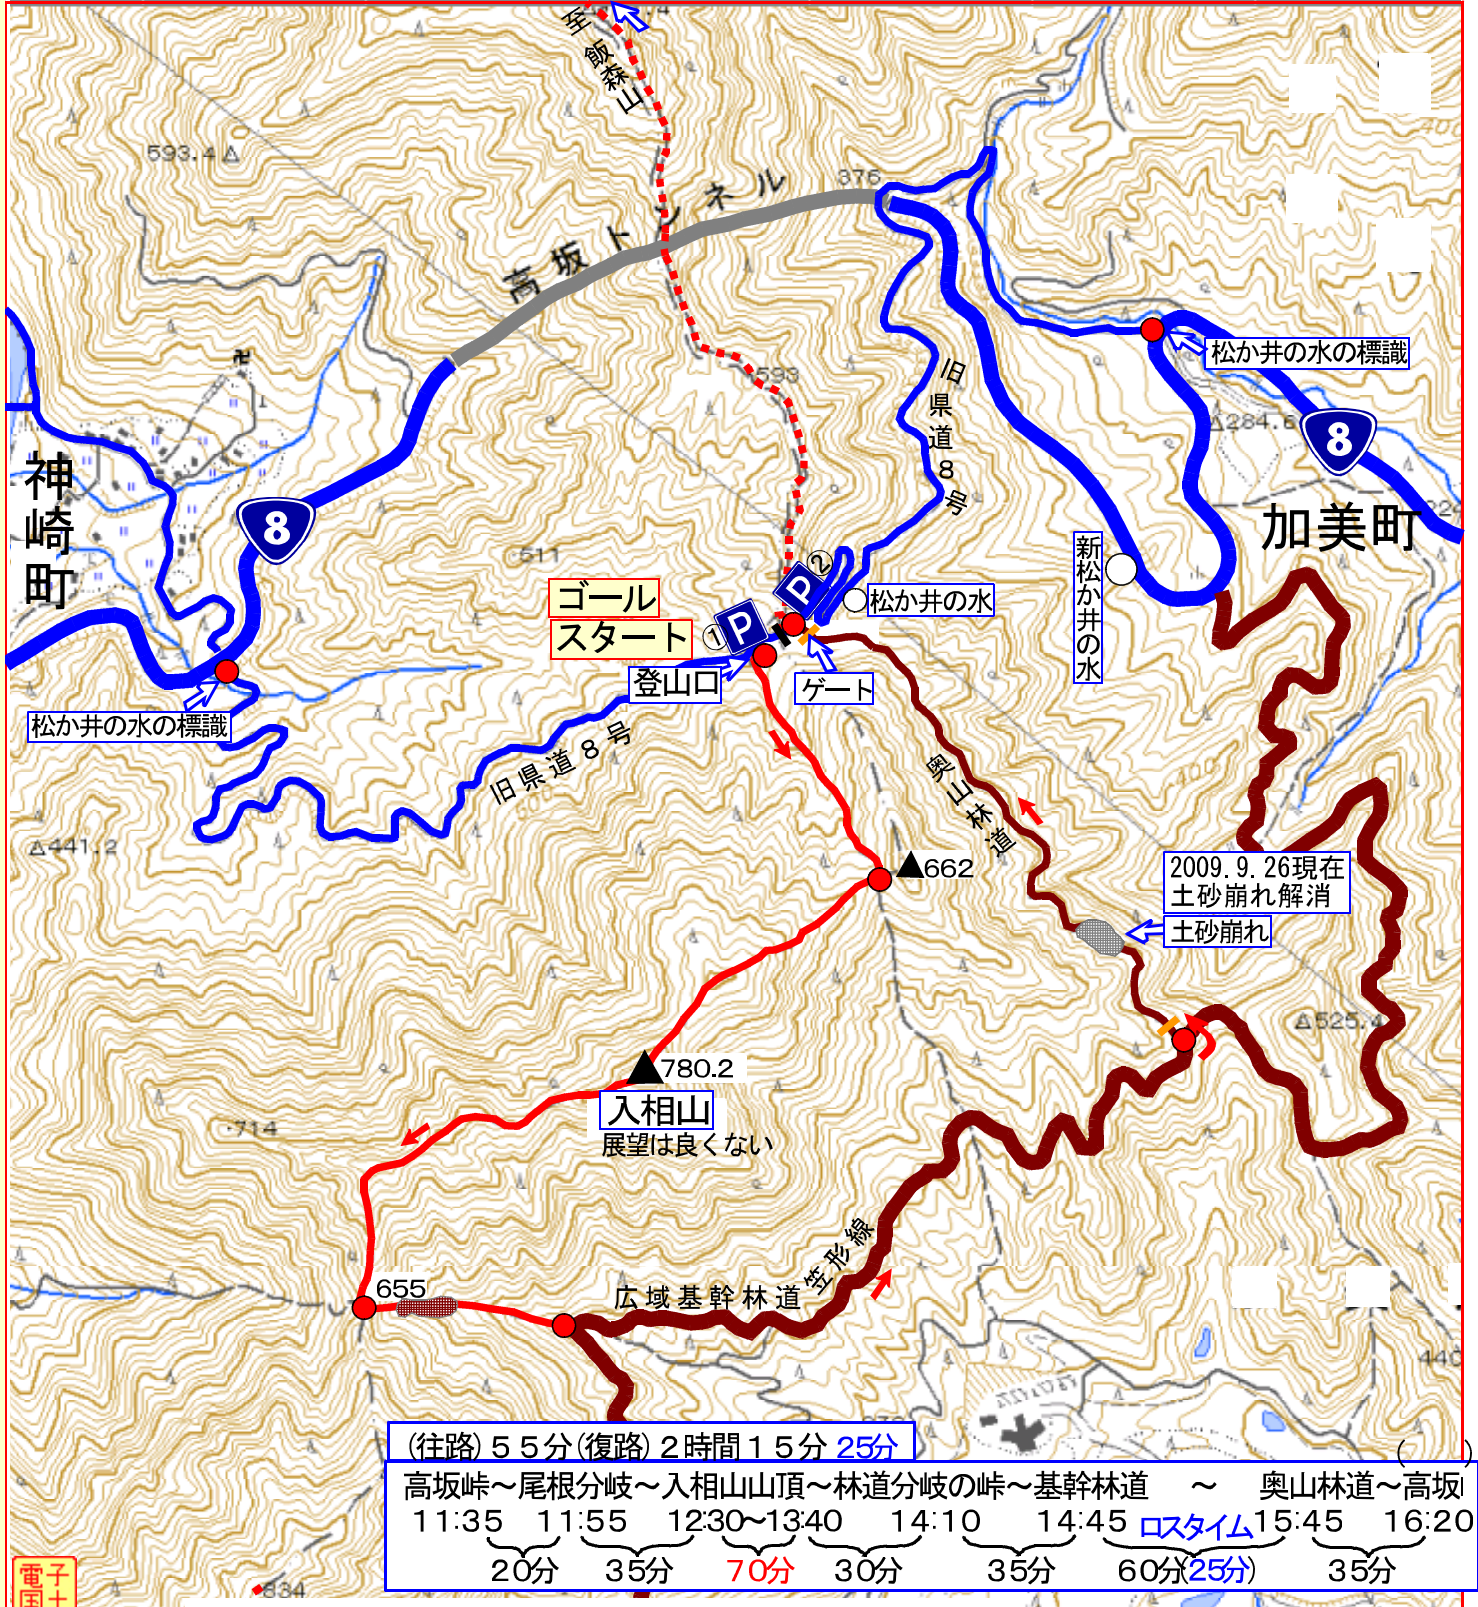 至飯森山
593.4
376
高坂トンネル
593
旧県道8号
松か井の水の標識
284.6
8
加美町
神崎町
8
511
新松か井の水
ゴール
スタート
① P
P ②
松か井の水
登山口
ゲート
松か井の水の標識
旧県道8号
奥山林道
441.2
662
2009.9.26現在
土砂崩れ解消
土砂崩れ
525.4
780.2
入相山
展望は良くない
714
655
広域基幹林道笠形線
440
(往路)55分(復路)2時間15分 25分
( )
高坂峠～尾根分岐～入相山山頂～林道分岐の峠～基幹林道 ～ 奥山林道～高坂
11:35 11:55 12:30～13:40 14:10 14:45 ロスタイム 15:45 16:20
20分 35分 70分 30分 35分 60分(25分) 35分
電子
国土
834